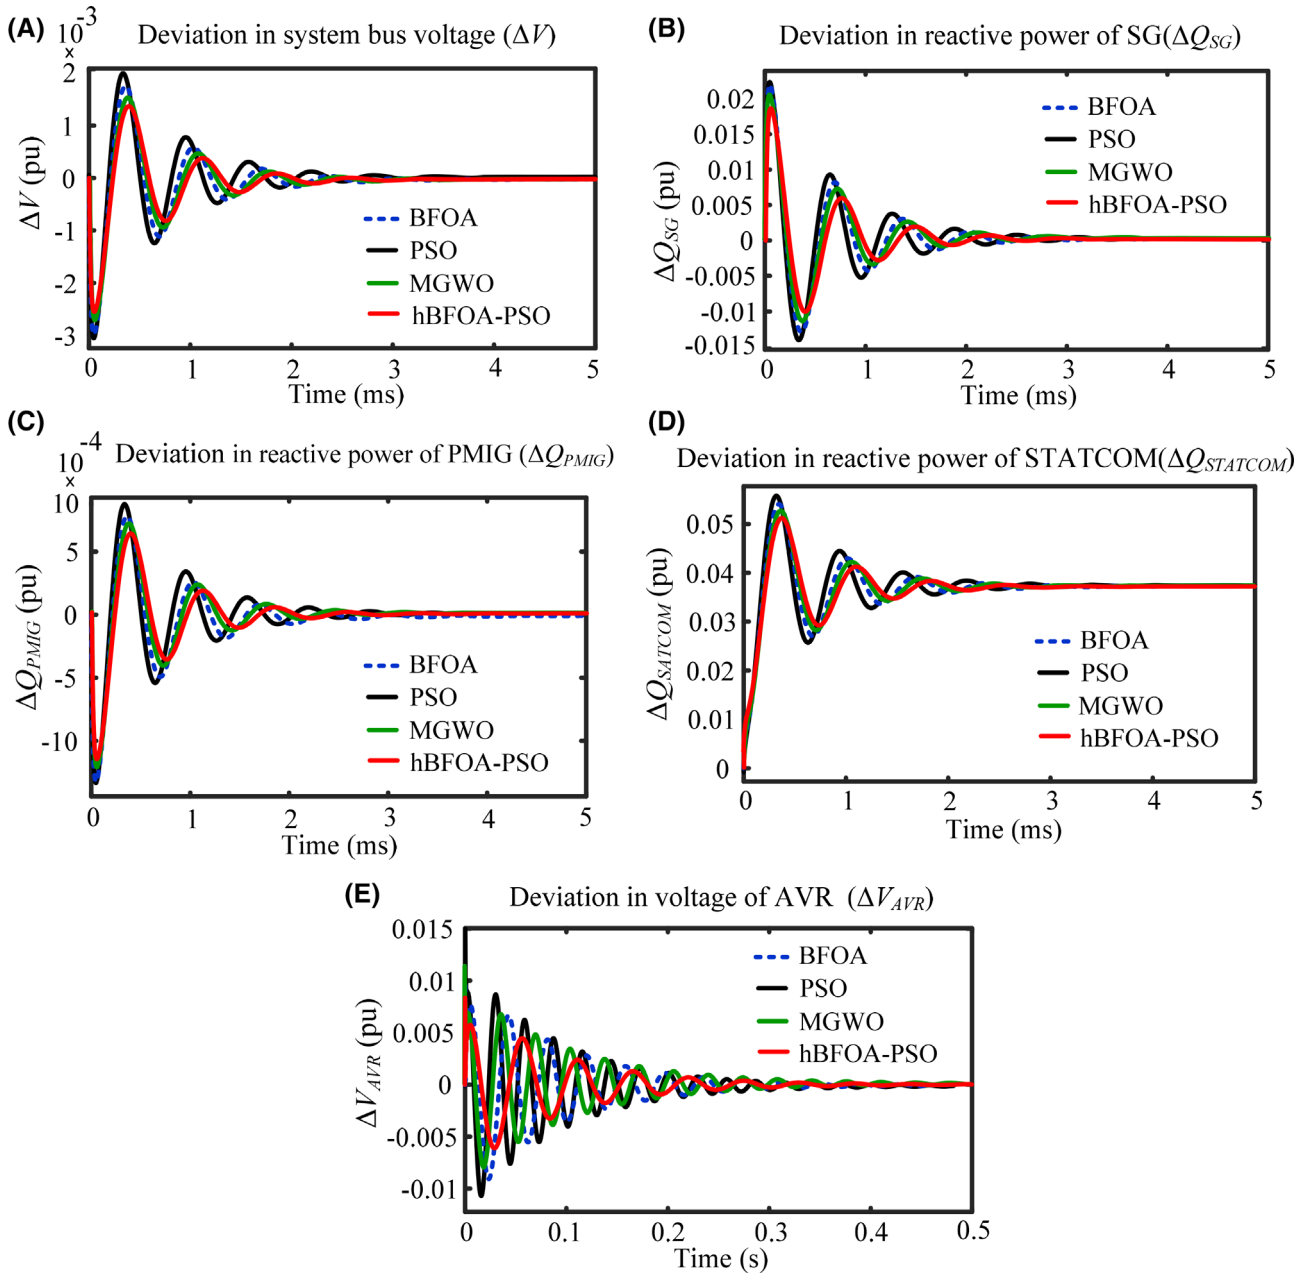 (A) Deviation in system bus voltage (ΔV)
×10^-3
ΔV (pu)
2
1
0
-1
-2
-3
BFOA
PSO
MGWO
hBFOA-PSO
0 1 2 3 4 5
Time (ms)
(B) Deviation in reactive power of SG(ΔQ_SG)
ΔQ_SG (pu)
0.02
0.015
0.01
0.005
0
-0.005
-0.01
-0.015
BFOA
PSO
MGWO
hBFOA-PSO
0 1 2 3 4 5
Time (ms)
(C) Deviation in reactive power of PMIG (ΔQ_PMIG)
×10^-4
ΔQ_PMIG (pu)
10
5
0
-5
-10
BFOA
PSO
MGWO
hBFOA-PSO
0 1 2 3 4 5
Time (ms)
(D) Deviation in reactive power of STATCOM(ΔQ_STATCOM)
ΔQ_SATCOM (pu)
0.05
0.04
0.03
0.02
0.01
0
BFOA
PSO
MGWO
hBFOA-PSO
0 1 2 3 4 5
Time (ms)
(E) Deviation in voltage of AVR (ΔV_AVR)
ΔV_AVR (pu)
0.015
0.01
0.005
0
-0.005
-0.01
BFOA
PSO
MGWO
hBFOA-PSO
0 0.1 0.2 0.3 0.4 0.5
Time (s)